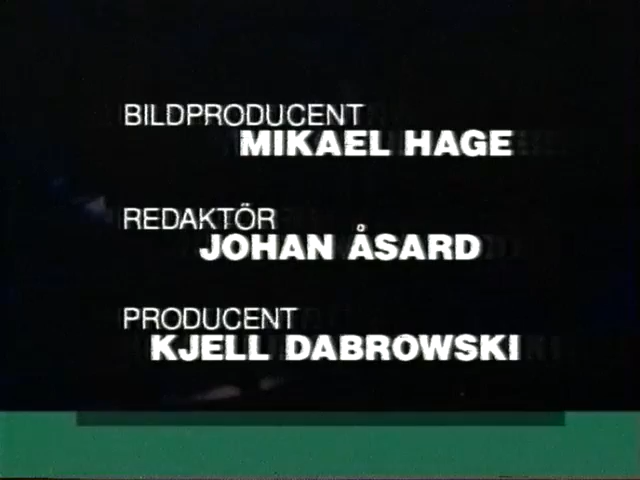 BILDPRODUCENT
MIKAEL HAGE
REDAKTÖR
JOHAN ÅSARD
PRODUCENT
KJELL DABROWSKI